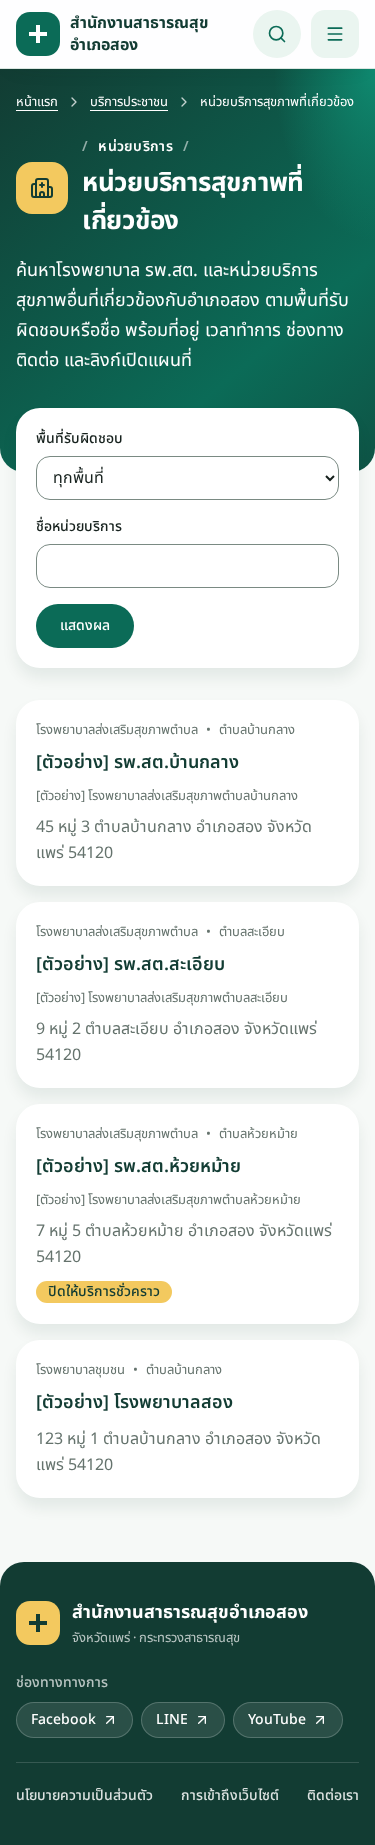 สำนักงานสาธารณสุข
อำเภอสอง
หน้าแรก > บริการประชาชน > หน่วยบริการสุขภาพที่เกี่ยวข้อง
/ หน่วยบริการ /
หน่วยบริการสุขภาพที่
เกี่ยวข้อง
ค้นหาโรงพยาบาล รพ.สต. และหน่วยบริการ
สุขภาพอื่นที่เกี่ยวข้องกับอำเภอสอง ตามพื้นที่รับ
ผิดชอบหรือชื่อ พร้อมที่อยู่ เวลาทำการ ช่องทาง
ติดต่อ และลิงก์เปิดแผนที่
พื้นที่รับผิดชอบ
ทุกพื้นที่
ชื่อหน่วยบริการ
แสดงผล
โรงพยาบาลส่งเสริมสุขภาพตำบล • ตำบลบ้านกลาง
[ตัวอย่าง] รพ.สต.บ้านกลาง
[ตัวอย่าง] โรงพยาบาลส่งเสริมสุขภาพตำบลบ้านกลาง
45 หมู่ 3 ตำบลบ้านกลาง อำเภอสอง จังหวัด
แพร่ 54120
โรงพยาบาลส่งเสริมสุขภาพตำบล • ตำบลสะเอียบ
[ตัวอย่าง] รพ.สต.สะเอียบ
[ตัวอย่าง] โรงพยาบาลส่งเสริมสุขภาพตำบลสะเอียบ
9 หมู่ 2 ตำบลสะเอียบ อำเภอสอง จังหวัดแพร่
54120
โรงพยาบาลส่งเสริมสุขภาพตำบล • ตำบลห้วยหม้าย
[ตัวอย่าง] รพ.สต.ห้วยหม้าย
[ตัวอย่าง] โรงพยาบาลส่งเสริมสุขภาพตำบลห้วยหม้าย
7 หมู่ 5 ตำบลห้วยหม้าย อำเภอสอง จังหวัดแพร่
54120
ปิดให้บริการชั่วคราว
โรงพยาบาลชุมชน • ตำบลบ้านกลาง
[ตัวอย่าง] โรงพยาบาลสอง
123 หมู่ 1 ตำบลบ้านกลาง อำเภอสอง จังหวัด
แพร่ 54120
สำนักงานสาธารณสุขอำเภอสอง
จังหวัดแพร่ · กระทรวงสาธารณสุข
ช่องทางทางการ
Facebook LINE YouTube
นโยบายความเป็นส่วนตัว การเข้าถึงเว็บไซต์ ติดต่อเรา